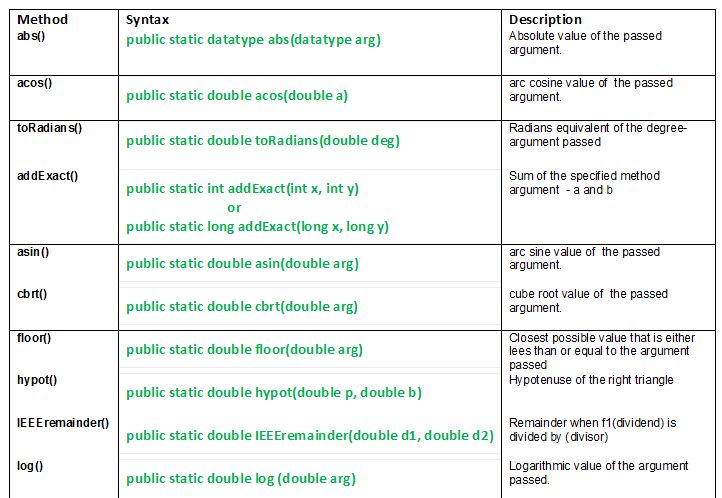 Method Syntax Description
abs() public static datatype abs(datatype arg) Absolute value of the passed
argument.
acos() public static double acos(double a) arc cosine value of the passed
argument.
toRadians() public static double toRadians(double deg) Radians equivalent of the degree-
argument passed
addExact() public static int addExact(int x, int y) Sum of the specified method
or argument - a and b
public static long addExact(long x, long y)
asin() public static double asin(double arg) arc sine value of the passed
argument.
cbrt() public static double cbrt(double arg) cube root value of the passed
argument.
floor() public static double floor(double arg) Closest possible value that is either
lees than or equal to the argument
passed
hypot() public static double hypot(double p, double b) Hypotenuse of the right triangle
IEEEremainder() public static double IEEEremainder(double d1, double d2) Remainder when f1(dividend) is
divided by (divisor)
log() public static double log (double arg) Logarithmic value of the argument
passed.